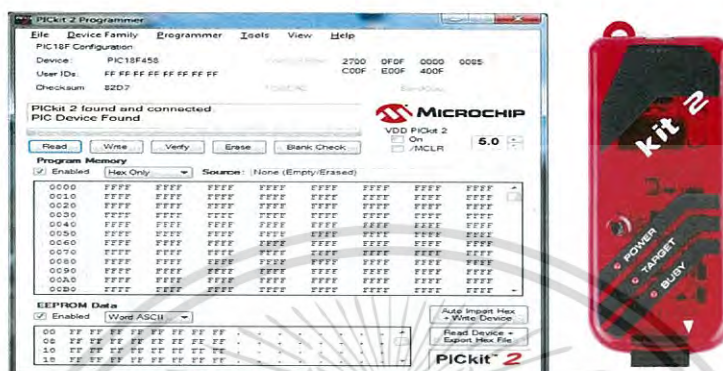 PICkit 2 Programmer
File Device Family Programmer Tools View Help
PIC18F Configuration
Device: PIC18F458 2700 0F0F 0000 0085
User IDs: FF FF FF FF FF FF FF FF C00F E00F 400F
Checksum: 82D7
PICkit 2 found and connected.
PIC Device Found.
MICROCHIP
VDD PICkit 2
On
/MCLR
5.0
Read Write Verify Erase Blank Check
Program Memory
Enabled Hex Only Source: None (Empty/Erased)
0000 FFFF FFFF FFFF FFFF FFFF FFFF FFFF FFFF
0010 FFFF FFFF FFFF FFFF FFFF FFFF FFFF FFFF
0020 FFFF FFFF FFFF FFFF FFFF FFFF FFFF FFFF
0030 FFFF FFFF FFFF FFFF FFFF FFFF FFFF FFFF
0040 FFFF FFFF FFFF FFFF FFFF FFFF FFFF FFFF
0050 FFFF FFFF FFFF FFFF FFFF FFFF FFFF FFFF
0060 FFFF FFFF FFFF FFFF FFFF FFFF FFFF FFFF
0070 FFFF FFFF FFFF FFFF FFFF FFFF FFFF FFFF
0080 FFFF FFFF FFFF FFFF FFFF FFFF FFFF FFFF
0090 FFFF FFFF FFFF FFFF FFFF FFFF FFFF FFFF
00A0 FFFF FFFF FFFF FFFF FFFF FFFF FFFF FFFF
00B0 FFFF FFFF FFFF FFFF FFFF FFFF FFFF FFFF
EEPROM Data
Enabled Word ASCII
00 FF FF FF FF FF FF FF FF . . . . . . . .
08 FF FF FF FF FF FF FF FF . . . . . . . .
10 FF FF FF FF FF FF FF FF . . . . . . . .
18 FF FF FF FF FF FF FF FF . . . . . . . .
Auto Import Hex
+ Write Device
Read Device +
Export Hex File
PICkit™ 2
kit 2
POWER
TARGET
BUSY